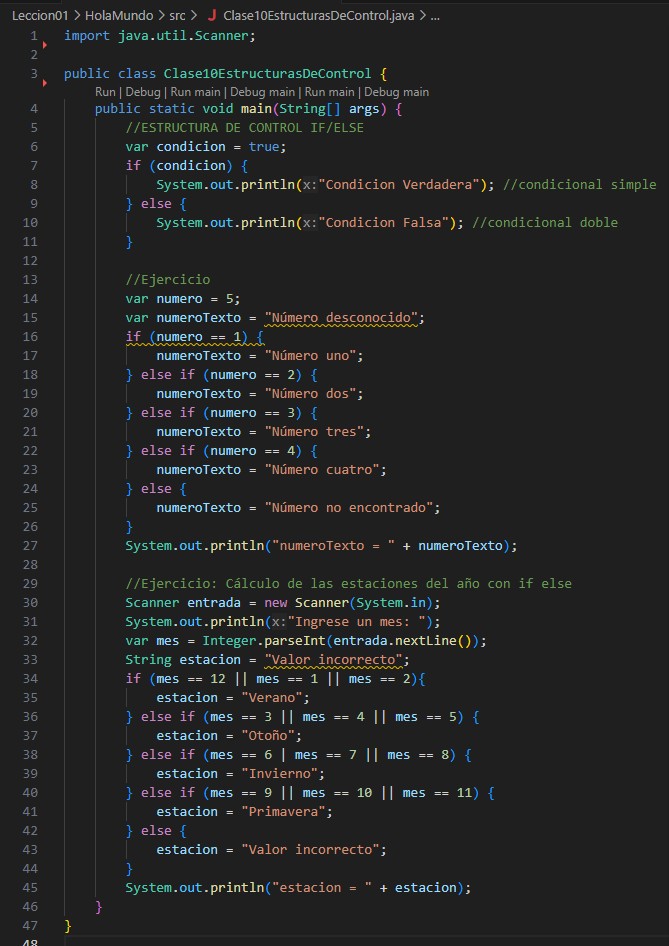 Leccion01 > HolaMundo > src > J Clase10EstructurasDeControl.java > ...
1 import java.util.Scanner;
2
3 public class Clase10EstructurasDeControl {
Run | Debug | Run main | Debug main | Run main | Debug main
4 public static void main(String[] args) {
5 //ESTRUCTURA DE CONTROL IF/ELSE
6 var condicion = true;
7 if (condicion) {
8 System.out.println(x:"Condicion Verdadera"); //condicional simple
9 } else {
10 System.out.println(x:"Condicion Falsa"); //condicional doble
11 }
12
13 //Ejercicio
14 var numero = 5;
15 var numeroTexto = "Número desconocido";
16 if (numero == 1) {
17 numeroTexto = "Número uno";
18 } else if (numero == 2) {
19 numeroTexto = "Número dos";
20 } else if (numero == 3) {
21 numeroTexto = "Número tres";
22 } else if (numero == 4) {
23 numeroTexto = "Número cuatro";
24 } else {
25 numeroTexto = "Número no encontrado";
26 }
27 System.out.println("numeroTexto = " + numeroTexto);
28
29 //Ejercicio: Cálculo de las estaciones del año con if else
30 Scanner entrada = new Scanner(System.in);
31 System.out.println(x:"Ingrese un mes: ");
32 var mes = Integer.parseInt(entrada.nextLine());
33 String estacion = "Valor incorrecto";
34 if (mes == 12 || mes == 1 || mes == 2){
35 estacion = "Verano";
36 } else if (mes == 3 || mes == 4 || mes == 5) {
37 estacion = "Otoño";
38 } else if (mes == 6 | mes == 7 || mes == 8) {
39 estacion = "Invierno";
40 } else if (mes == 9 || mes == 10 || mes == 11) {
41 estacion = "Primavera";
42 } else {
43 estacion = "Valor incorrecto";
44 }
45 System.out.println("estacion = " + estacion);
46 }
47 }
48